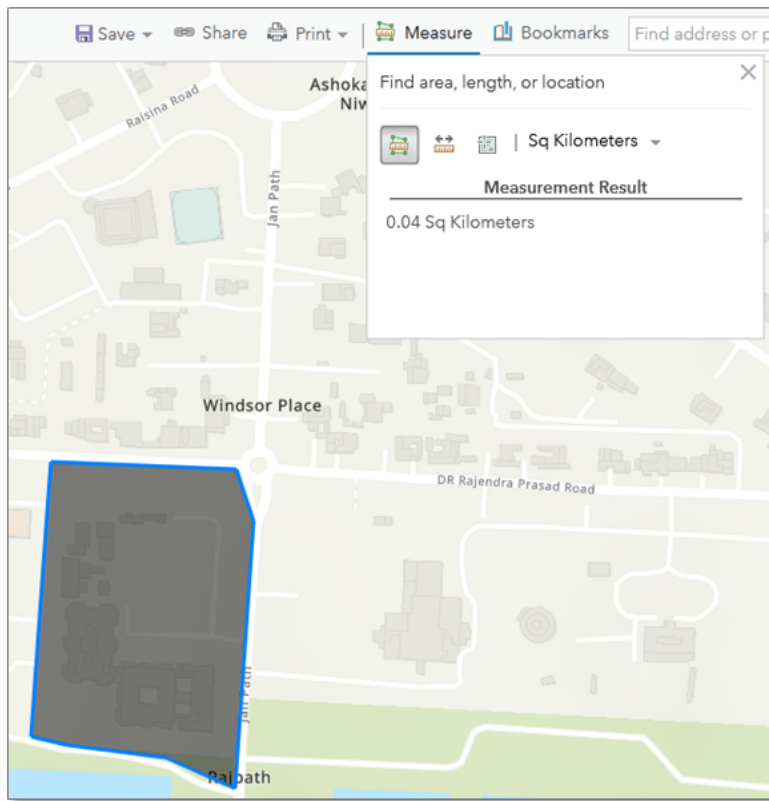 Save Share Print Measure Bookmarks Find address or p
Find area, length, or location
Sq Kilometers
Measurement Result
0.04 Sq Kilometers
Ashoka
Niw
Raisina Road
Jan Path
Windsor Place
DR Rajendra Prasad Road
Jan Path
Rajpath